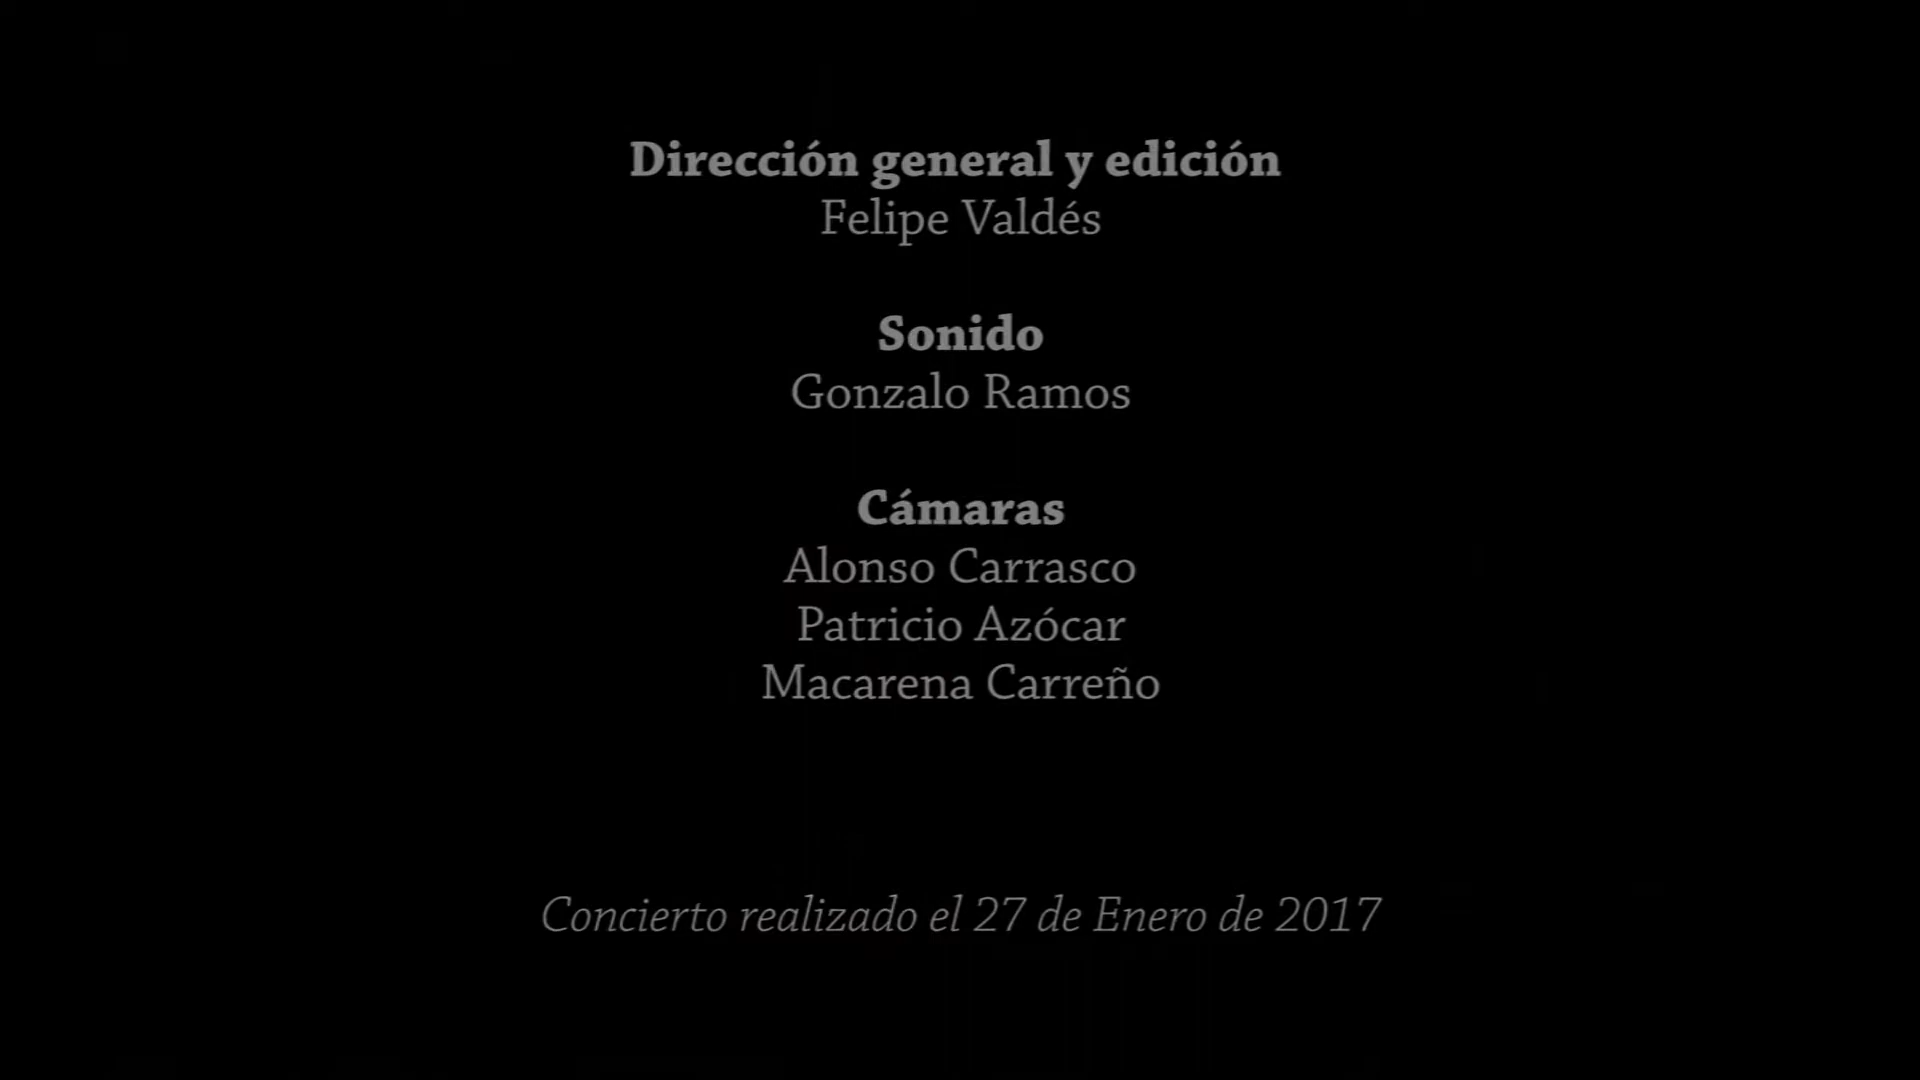 Dirección general y edición
Felipe Valdés
Sonido
Gonzalo Ramos
Cámaras
Alonso Carrasco
Patricio Azócar
Macarena Carreño
Concierto realizado el 27 de Enero de 2017